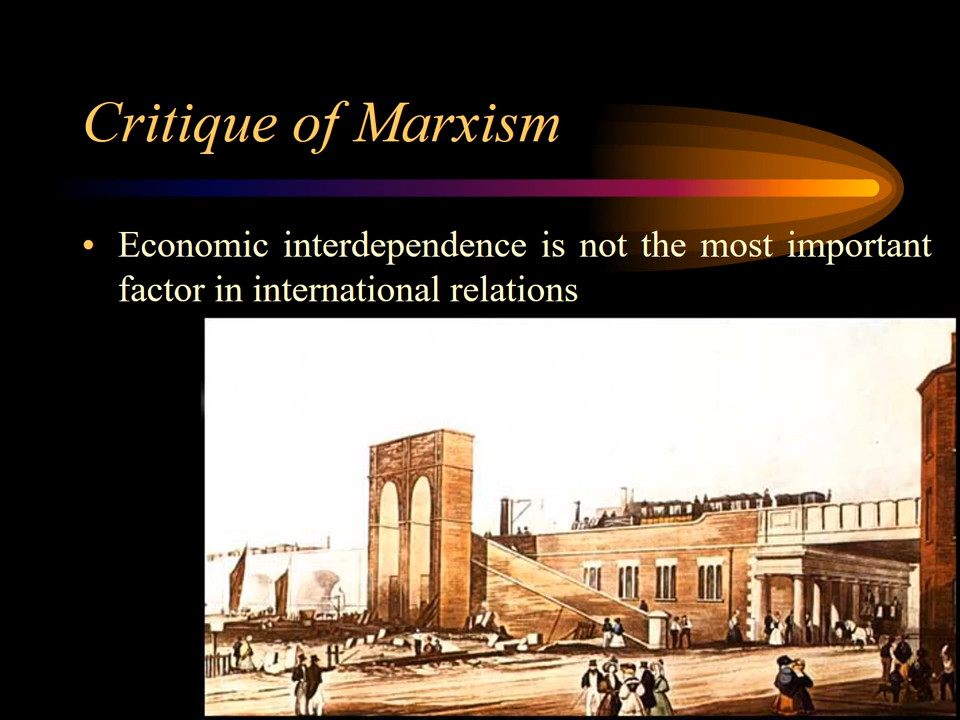 Critique of Marxism
• Economic interdependence is not the most important
factor in international relations